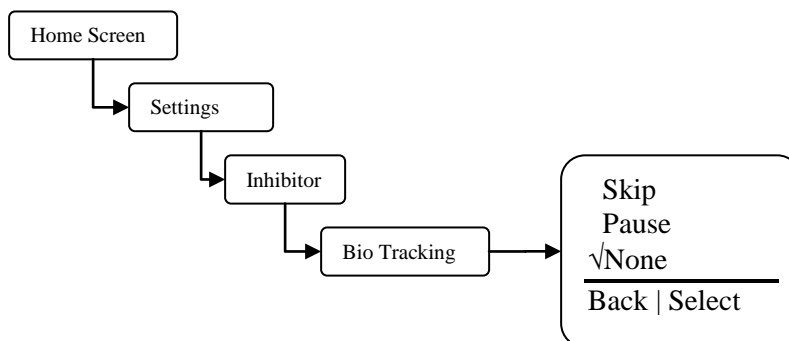 Home Screen
Settings
Inhibitor
Bio Tracking
Skip
Pause
√None
Back | Select